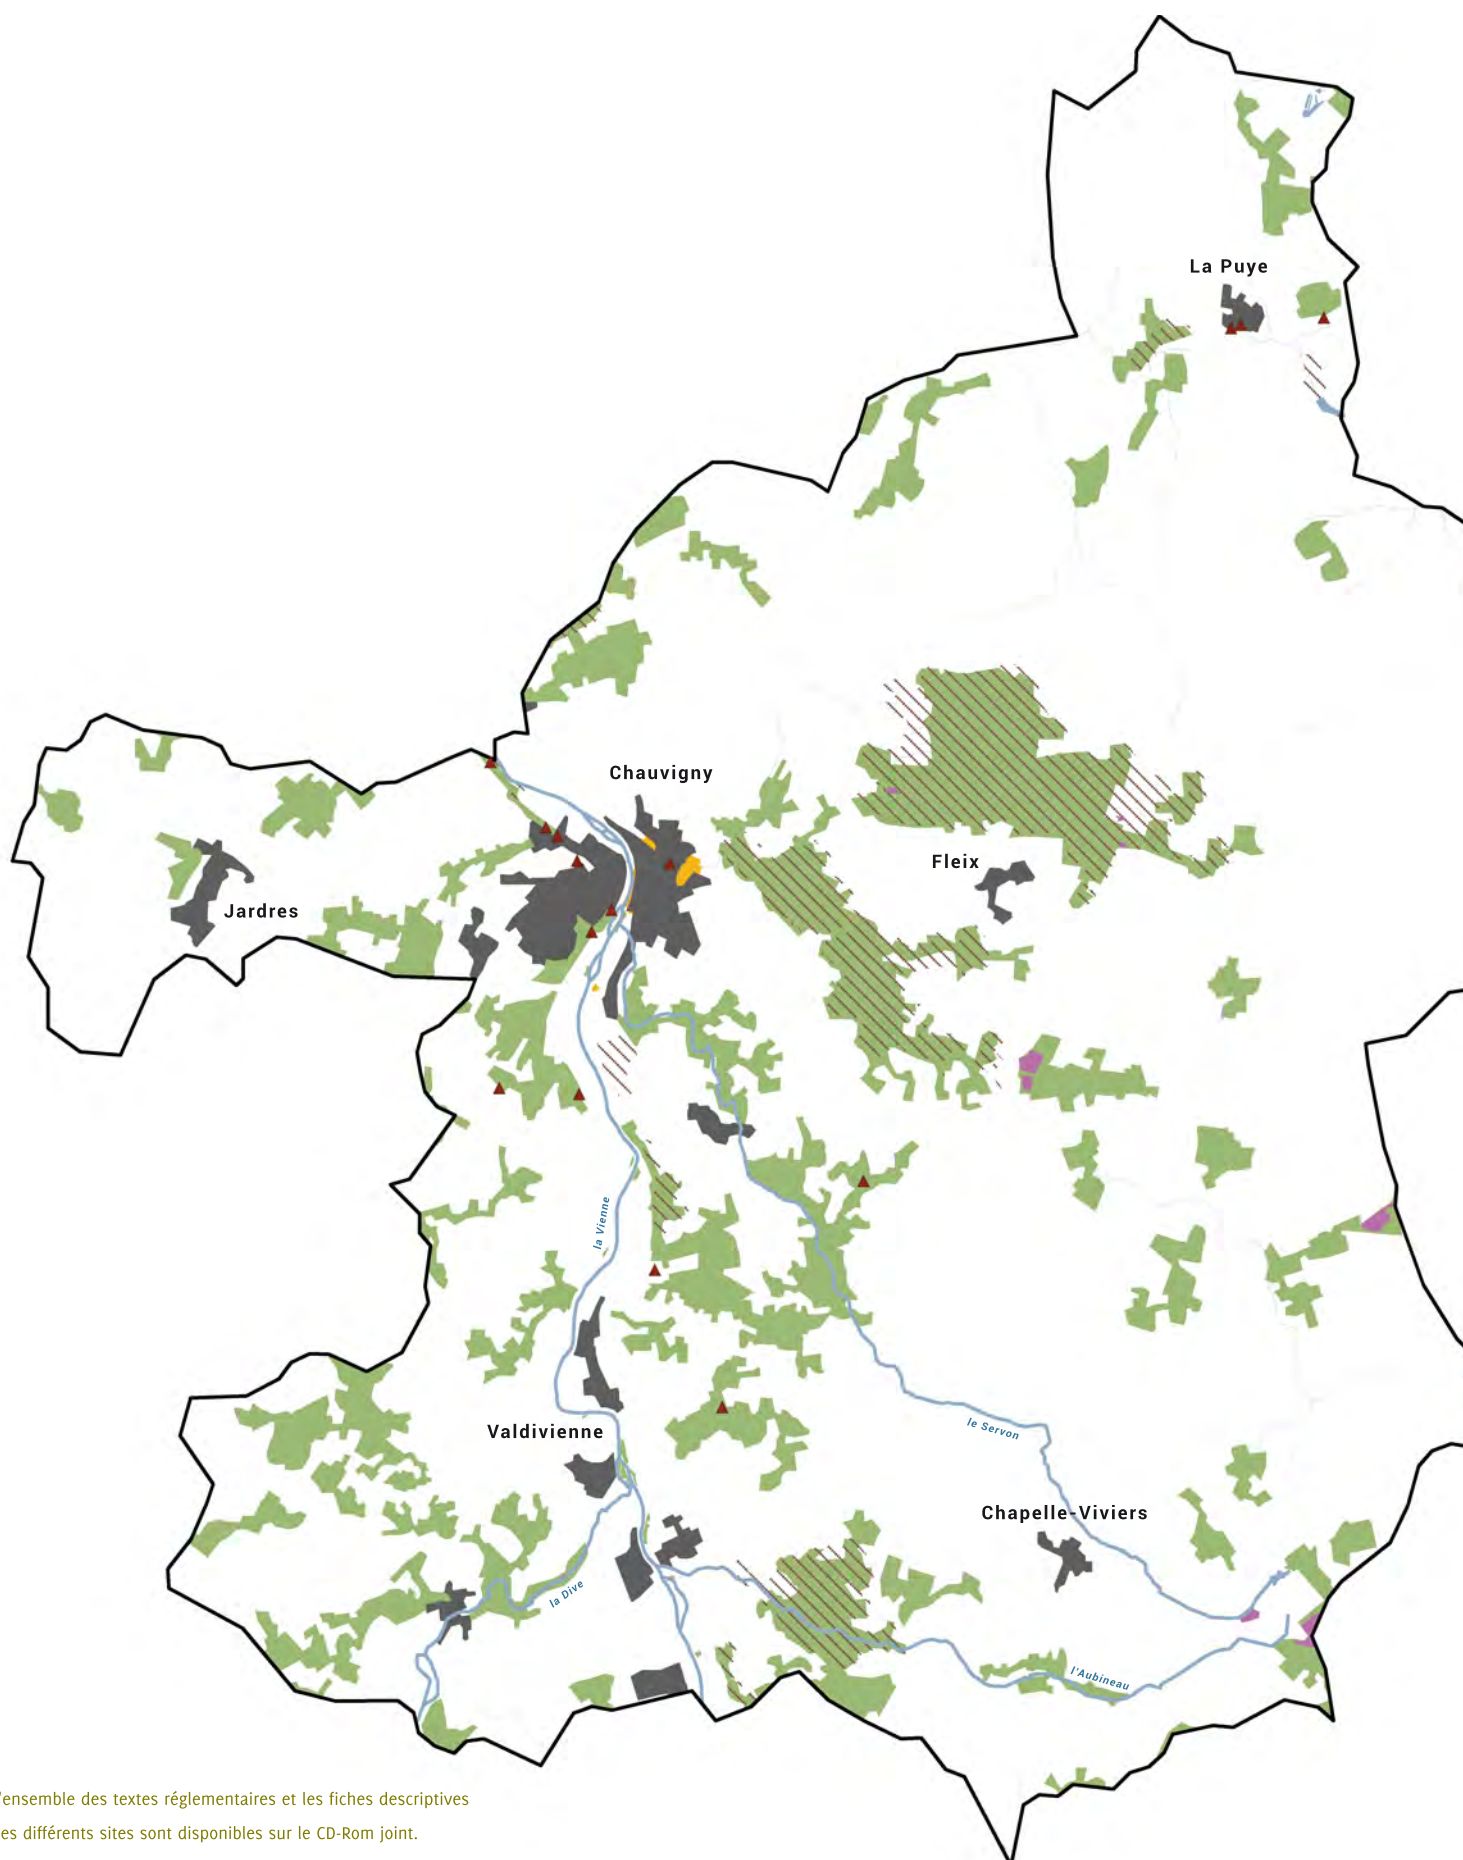 La Puye
Chauvigny
Fleix
Jardres
la Vienne
le Servon
Valdivienne
Chapelle-Viviers
la Dive
l'Aubineau
'ensemble des textes réglementaires et les fiches descriptives
es différents sites sont disponibles sur le CD-Rom joint.